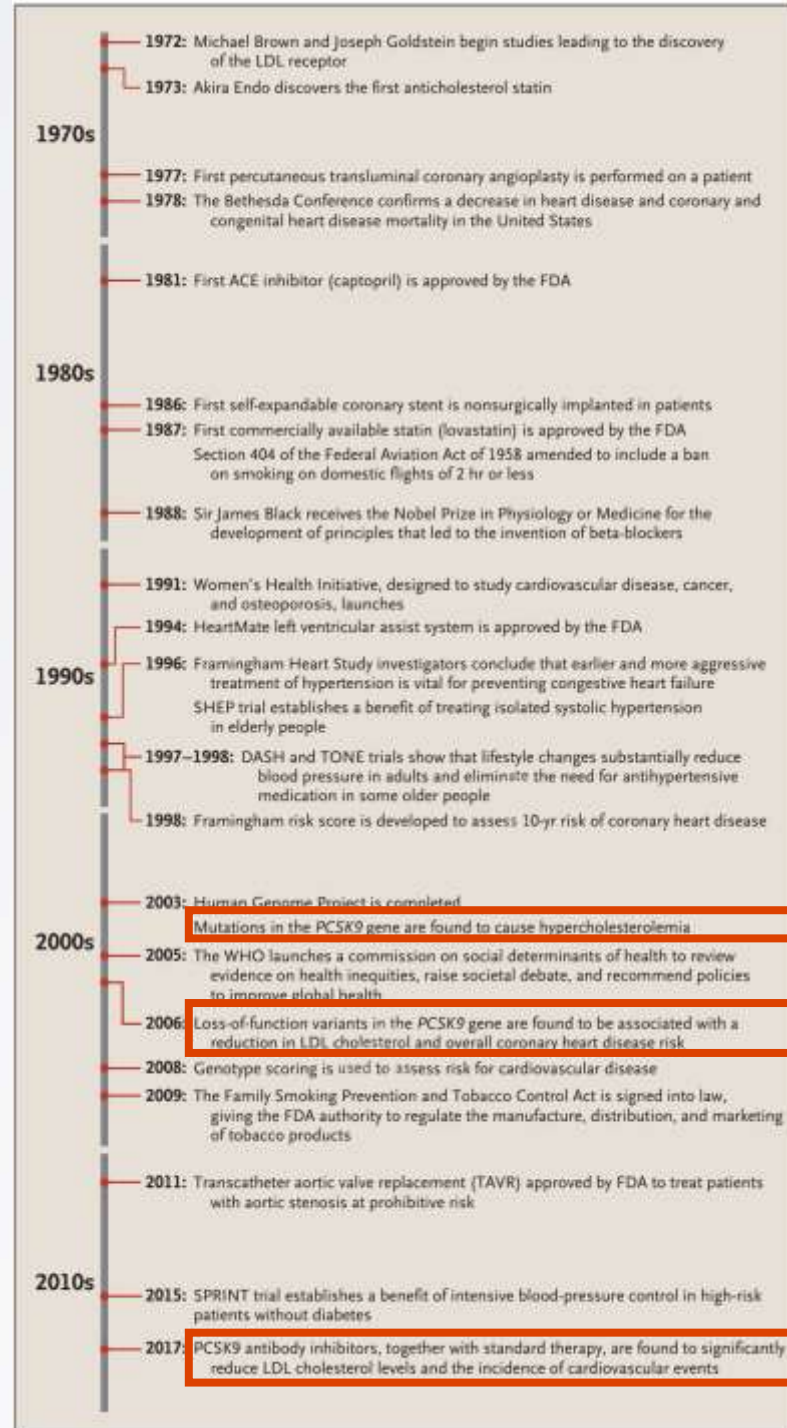 1972: Michael Brown and Joseph Goldstein begin studies leading to the discovery
of the LDL receptor
1973: Akira Endo discovers the first anticholesterol statin
1970s
1977: First percutaneous transluminal coronary angioplasty is performed on a patient
1978: The Bethesda Conference confirms a decrease in heart disease and coronary and
congenital heart disease mortality in the United States
1981: First ACE inhibitor (captopril) is approved by the FDA
1980s
1986: First self-expandable coronary stent is nonsurgically implanted in patients
1987: First commercially available statin (lovastatin) is approved by the FDA
Section 404 of the Federal Aviation Act of 1958 amended to include a ban
on smoking on domestic flights of 2 hr or less
1988: Sir James Black receives the Nobel Prize in Physiology or Medicine for the
development of principles that led to the invention of beta-blockers
1991: Women's Health Initiative, designed to study cardiovascular disease, cancer,
and osteoporosis, launches
1994: HeartMate left ventricular assist system is approved by the FDA
1990s
1996: Framingham Heart Study investigators conclude that earlier and more aggressive
treatment of hypertension is vital for preventing congestive heart failure
SHEP trial establishes a benefit of treating isolated systolic hypertension
in elderly people
1997–1998: DASH and TONE trials show that lifestyle changes substantially reduce
blood pressure in adults and eliminate the need for antihypertensive
medication in some older people
1998: Framingham risk score is developed to assess 10-yr risk of coronary heart disease
2003: Human Genome Project is completed
Mutations in the PCSK9 gene are found to cause hypercholesterolemia
2000s
2005: The WHO launches a commission on social determinants of health to review
evidence on health inequities, raise societal debate, and recommend policies
to improve global health
2006: Loss-of-function variants in the PCSK9 gene are found to be associated with a
reduction in LDL cholesterol and overall coronary heart disease risk
2008: Genotype scoring is used to assess risk for cardiovascular disease
2009: The Family Smoking Prevention and Tobacco Control Act is signed into law,
giving the FDA authority to regulate the manufacture, distribution, and marketing
of tobacco products
2011: Transcatheter aortic valve replacement (TAVR) approved by FDA to treat patients
with aortic stenosis at prohibitive risk
2010s
2015: SPRINT trial establishes a benefit of intensive blood-pressure control in high-risk
patients without diabetes
2017: PCSK9 antibody inhibitors, together with standard therapy, are found to significantly
reduce LDL cholesterol levels and the incidence of cardiovascular events